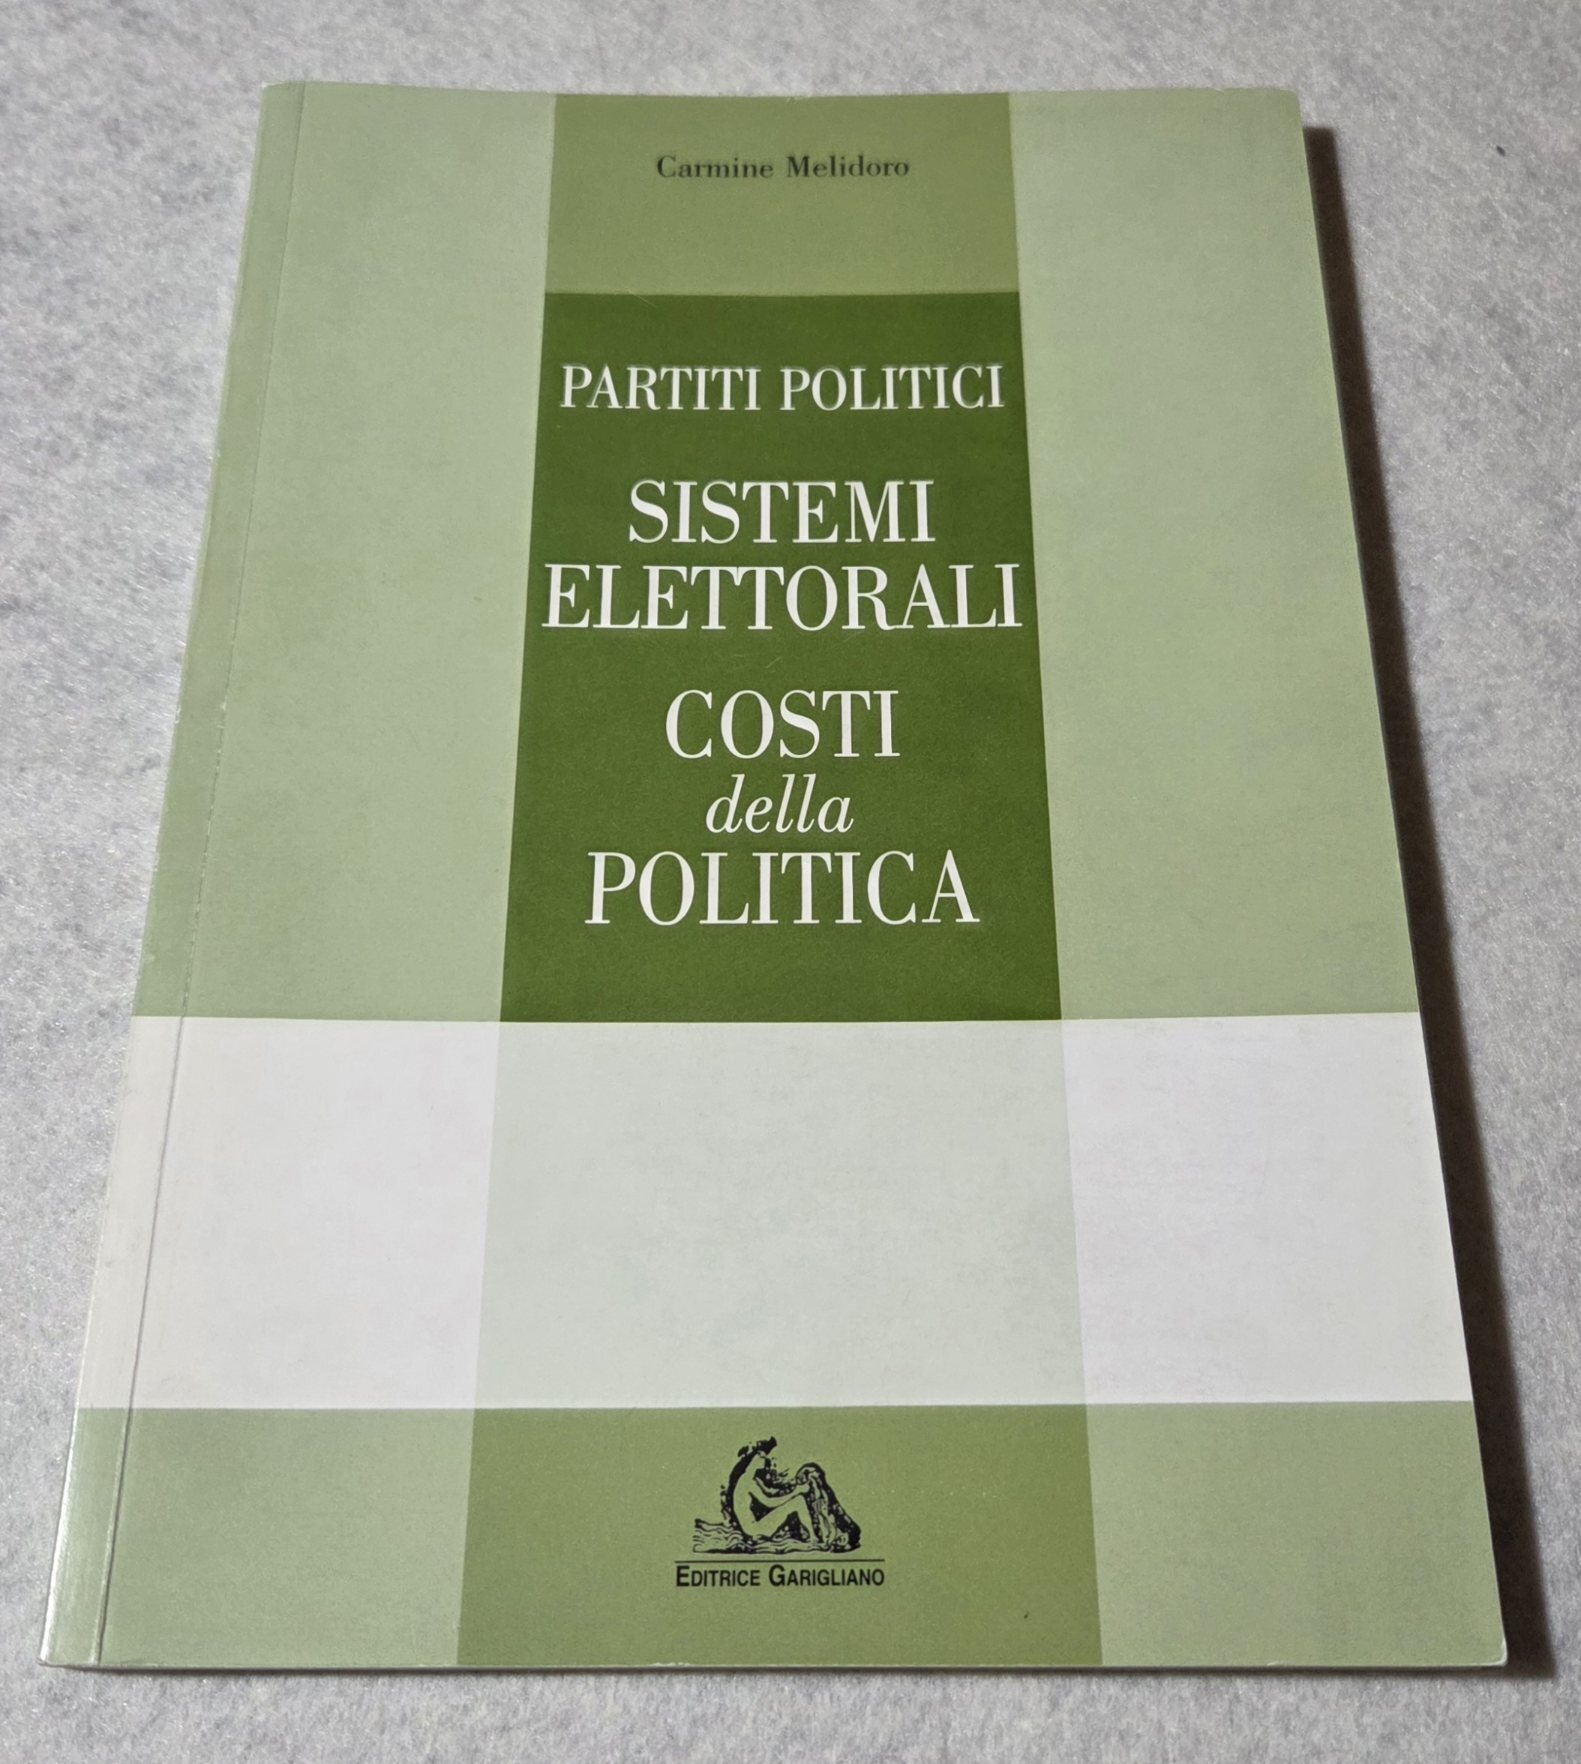 Carmine Melidoro
PARTITI POLITICI
SISTEMI
ELETTORALI
COSTI
della
POLITICA
EDITRICE GARIGLIANO